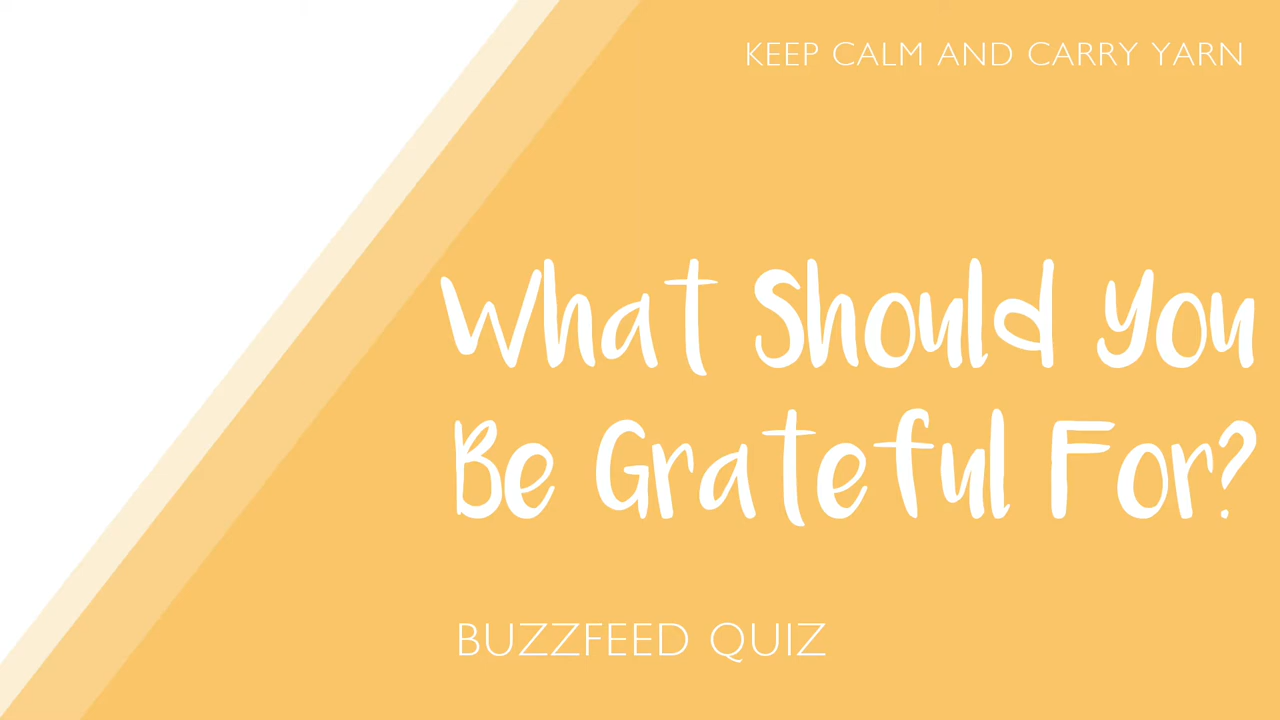 KEEP CALM AND CARRY YARN
What Should You
Be Grateful For?
BUZZFEED QUIZ